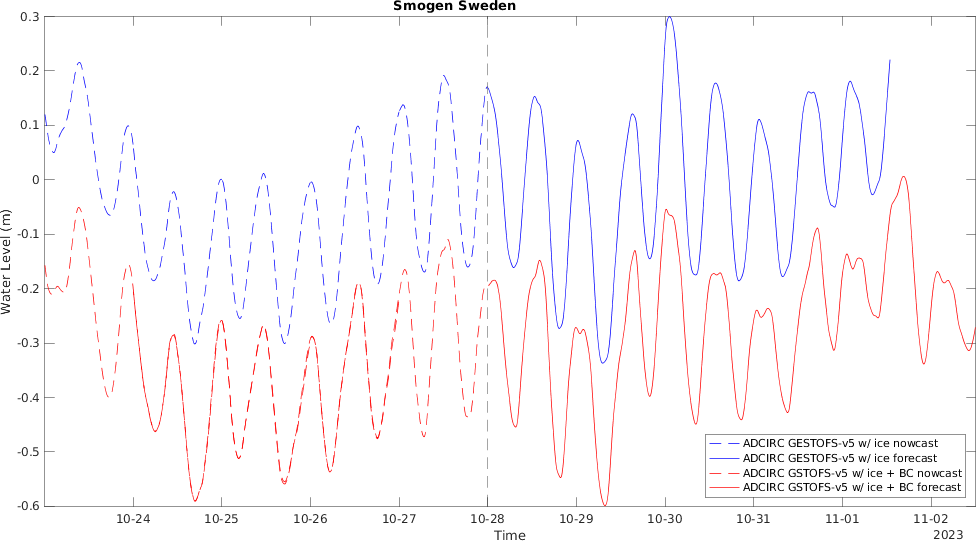 Smogen Sweden
Water Level (m)
0.3
0.2
0.1
0
-0.1
-0.2
-0.3
-0.4
-0.5
-0.6
10-24 10-25 10-26 10-27 10-28 10-29 10-30 10-31 11-01 11-02
Time
2023
ADCIRC GESTOFS-v5 w/ ice nowcast
ADCIRC GESTOFS-v5 w/ ice forecast
ADCIRC GSTOFS-v5 w/ ice + BC nowcast
ADCIRC GSTOFS-v5 w/ ice + BC forecast